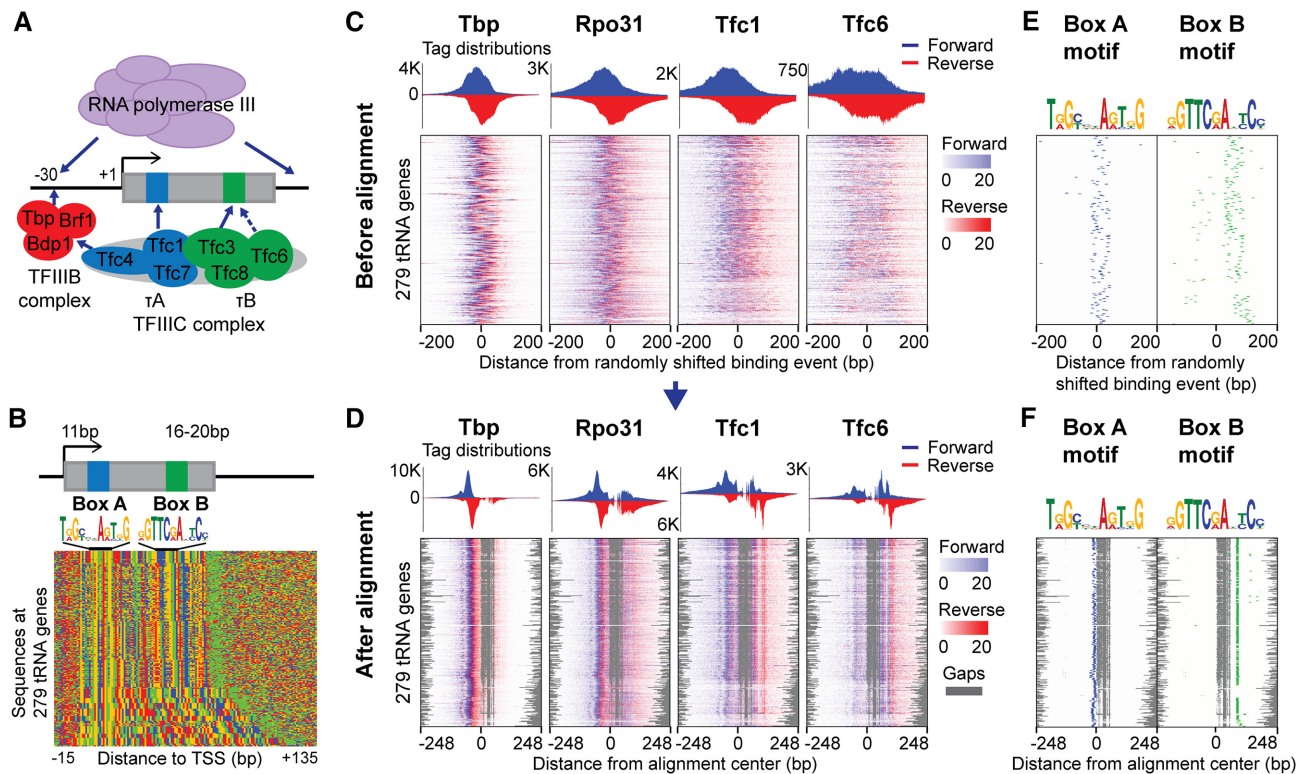 A
RNA polymerase III
-30
+1
Tbp
Brf1
Bdp1
Tfc4
Tfc1
Tfc7
Tfc3
Tfc8
Tfc6
TFIIIB
complex
τA
τB
TFIIIC complex
B
11bp
16-20bp
Box A
Box B
Sequences at
279 tRNA genes
-15
Distance to TSS (bp)
+135
C
Tbp
Rpo31
Tfc1
Tfc6
Tag distributions
Forward
Reverse
4K
0
3K
2K
750
Before alignment
279 tRNA genes
Forward
0 20
Reverse
0 20
-200 0 200
-200 0 200
-200 0 200
-200 0 200
Distance from randomly shifted binding event (bp)
D
Tbp
Rpo31
Tfc1
Tfc6
Tag distributions
Forward
Reverse
10K
0
6K
4K
6K
3K
After alignment
279 tRNA genes
Forward
0 20
Reverse
0 20
Gaps
-248 0 248
-248 0 248
-248 0 248
-248 0 248
Distance from alignment center (bp)
E
Box A
motif
Box B
motif
-200 0 200
-200 0 200
Distance from randomly
shifted binding event (bp)
F
Box A
motif
Box B
motif
-248 0 248
-248 0 248
Distance from alignment center (bp)